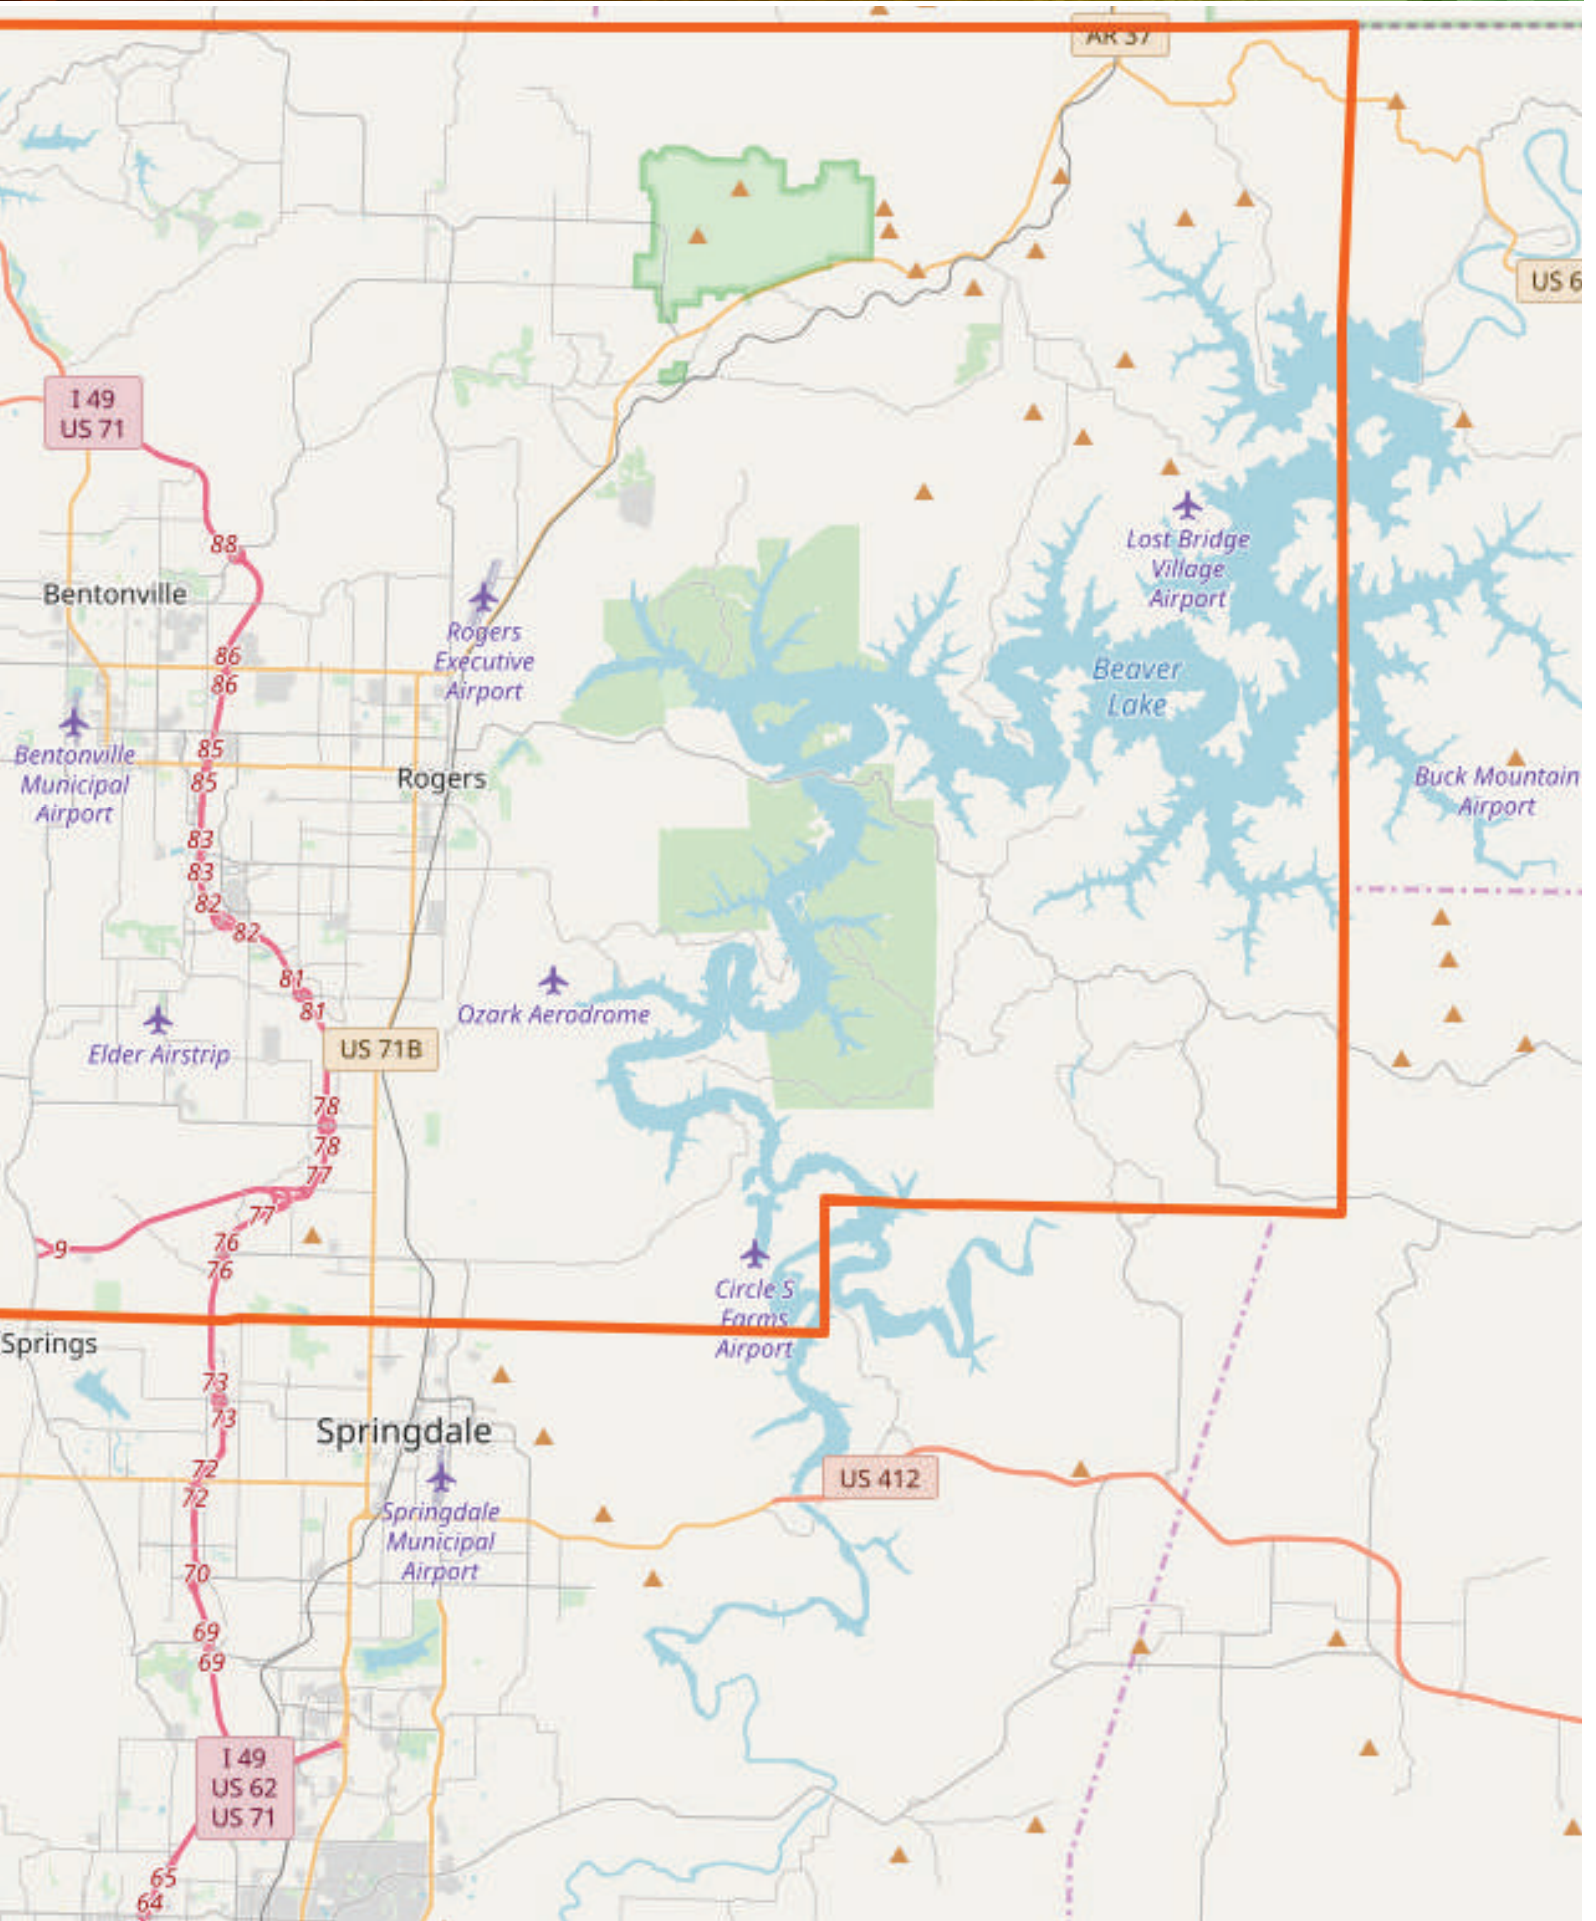 AR 37
US 6
I 49
US 71
88
Bentonville
Lost Bridge
Village
Airport
Rogers
Executive
Airport
86
86
Beaver
Lake
85
85
Bentonville
Municipal
Airport
Rogers
Buck Mountain
Airport
83
83
82
82
81
81
Ozark Aerodrome
Elder Airstrip
US 71B
78
78
77
77
76
76
9
Circle S
Farms
Airport
Springs
73
73
Springdale
72
72
US 412
Springdale
Municipal
Airport
70
69
69
I 49
US 62
US 71
65
64